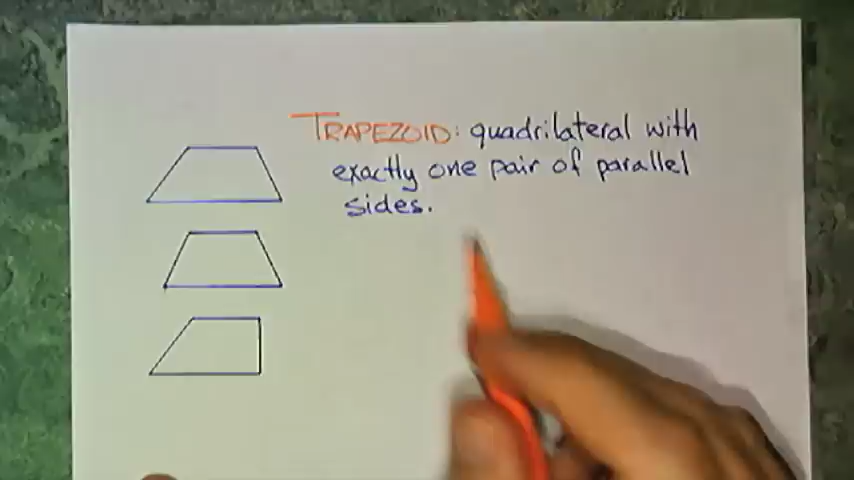 TRAPEZOID: quadrilateral with
exactly one pair of parallel
sides.